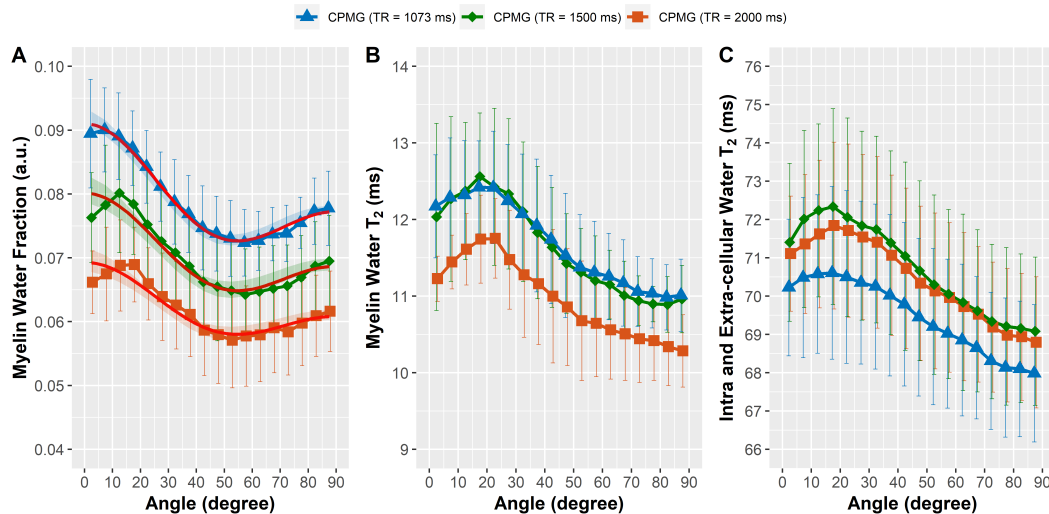 CPMG (TR = 1073 ms) CPMG (TR = 1500 ms) CPMG (TR = 2000 ms)
A
Myelin Water Fraction (a.u.)
0.10
0.09
0.08
0.07
0.06
0.05
0.04
0 10 20 30 40 50 60 70 80 90
Angle (degree)
B
Myelin Water T2 (ms)
14
13
12
11
10
9
0 10 20 30 40 50 60 70 80 90
Angle (degree)
C
Intra and Extra-cellular Water T2 (ms)
76
75
74
73
72
71
70
69
68
67
66
0 10 20 30 40 50 60 70 80 90
Angle (degree)